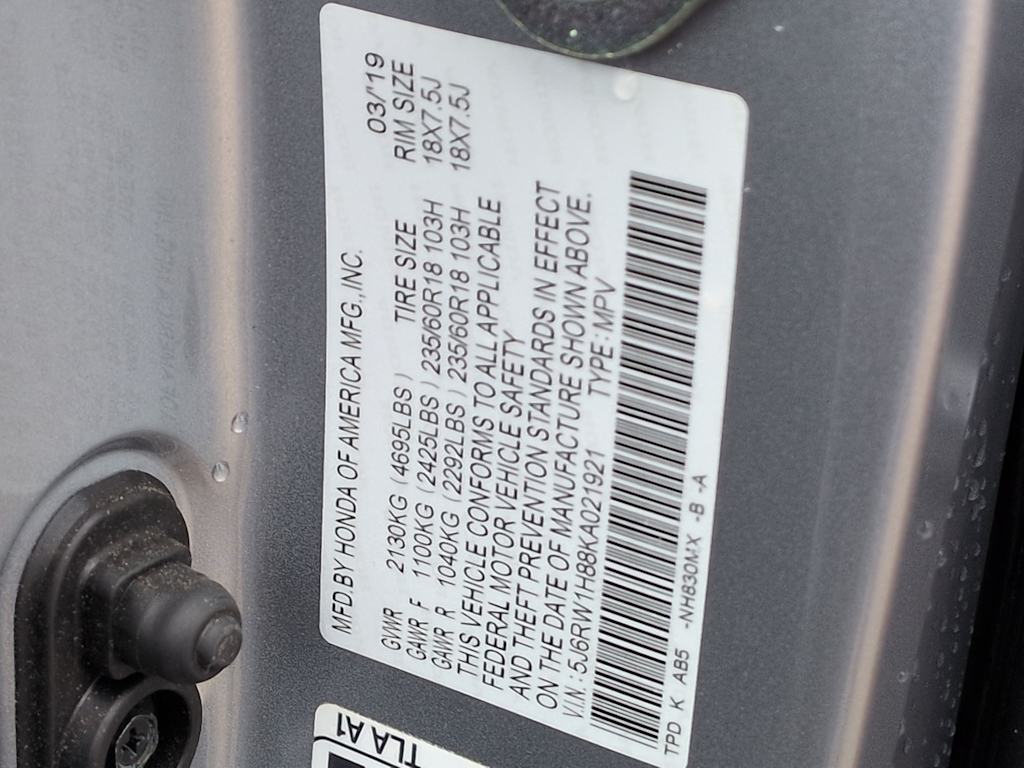 MFD.BY HONDA OF AMERICA MFG., INC. 03/'19
GVWR 2130KG ( 4695LBS ) TIRE SIZE RIM SIZE
GAWR F 1100KG ( 2425LBS ) 235/60R18 103H 18X7.5J
GAWR R 1040KG ( 2292LBS ) 235/60R18 103H 18X7.5J
THIS VEHICLE CONFORMS TO ALL APPLICABLE
FEDERAL MOTOR VEHICLE SAFETY
AND THEFT PREVENTION STANDARDS IN EFFECT
ON THE DATE OF MANUFACTURE SHOWN ABOVE.
V.I.N.: 5J6RW1H88KA021921 TYPE: MPV
TPD K AB5 -NH830MX -B -A
TLA A1